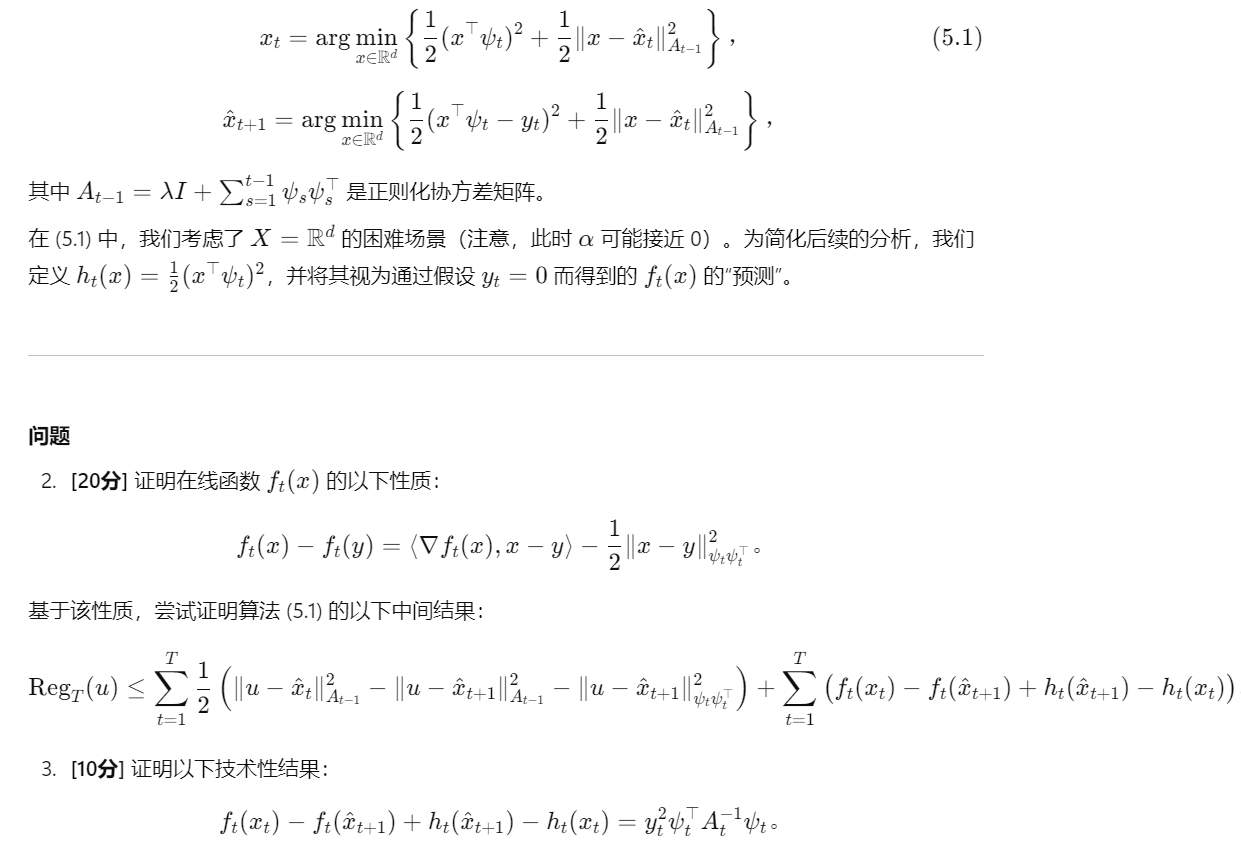 $x_t = \arg\min_{x\in\mathbb{R}^d} \left\{ \frac{1}{2}(x^\top \psi_t)^2 + \frac{1}{2}\|x - \hat{x}_t\|^2_{A_{t-1}} \right\}$， (5.1)
$\hat{x}_{t+1} = \arg\min_{x\in\mathbb{R}^d} \left\{ \frac{1}{2}(x^\top \psi_t - y_t)^2 + \frac{1}{2}\|x - \hat{x}_t\|^2_{A_{t-1}} \right\}$，
其中 $A_{t-1} = \lambda I + \sum_{s=1}^{t-1} \psi_s \psi_s^\top$ 是正则化协方差矩阵。
在 (5.1) 中，我们考虑了 $X = \mathbb{R}^d$ 的困难场景（注意，此时 $\alpha$ 可能接近 0）。为简化后续的分析，我们
定义 $h_t(x) = \frac{1}{2}(x^\top \psi_t)^2$，并将其视为通过假设 $y_t = 0$ 而得到的 $f_t(x)$ 的“预测”。
问题
2. [20分] 证明在线函数 $f_t(x)$ 的以下性质：
$f_t(x) - f_t(y) = \langle \nabla f_t(x), x - y \rangle - \frac{1}{2}\|x - y\|^2_{\psi_t \psi_t^\top}$。
基于该性质，尝试证明算法 (5.1) 的以下中间结果：
$\mathrm{Reg}_T(u) \leq \sum_{t=1}^{T} \frac{1}{2} \left( \|u - \hat{x}_t\|^2_{A_{t-1}} - \|u - \hat{x}_{t+1}\|^2_{A_{t-1}} - \|u - \hat{x}_{t+1}\|^2_{\psi_t \psi_t^\top} \right) + \sum_{t=1}^{T} \left( f_t(x_t) - f_t(\hat{x}_{t+1}) + h_t(\hat{x}_{t+1}) - h_t(x_t) \right)$
3. [10分] 证明以下技术性结果：
$f_t(x_t) - f_t(\hat{x}_{t+1}) + h_t(\hat{x}_{t+1}) - h_t(x_t) = y_t^2 \psi_t^\top A_t^{-1} \psi_t$。